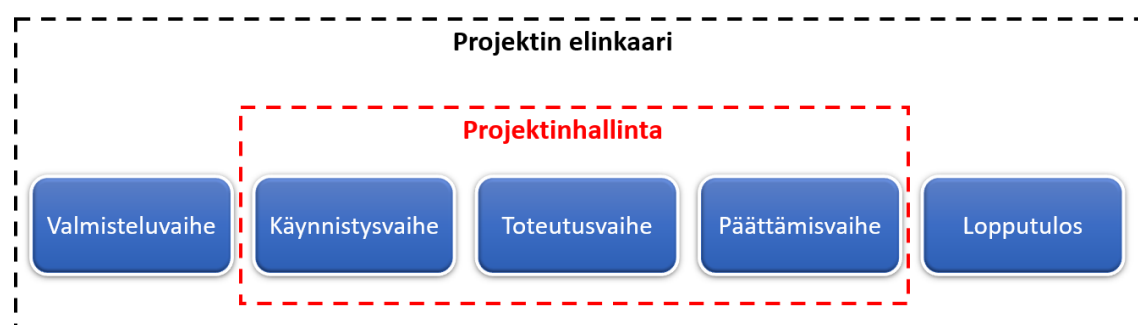 Projektin elinkaari
Projektinhallinta
Valmisteluvaihe
Käynnistysvaihe
Toteutusvaihe
Päättämisvaihe
Lopputulos